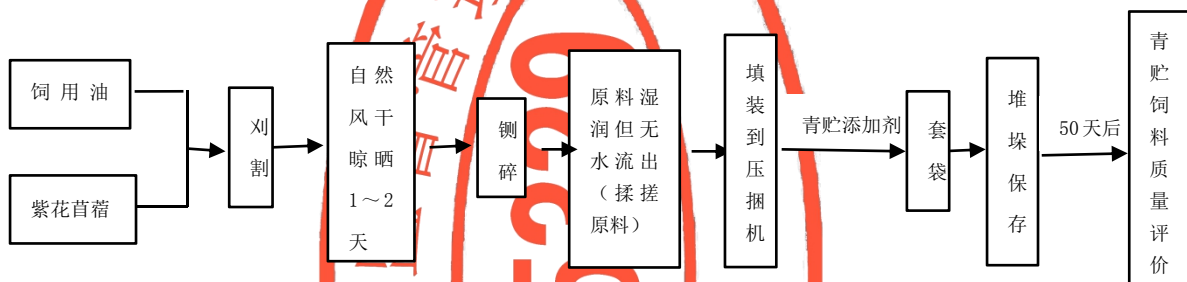 饲用油
紫花苜蓿
刈
割
自然
风干
晾晒
1～2
天
铡
碎
原料湿
润但无
水流出
（揉搓
原料）
填
装
到
压
捆
机
青贮添加剂
套
袋
堆
垛
保
存
50天后
青
贮
饲
料
质
量
评
价